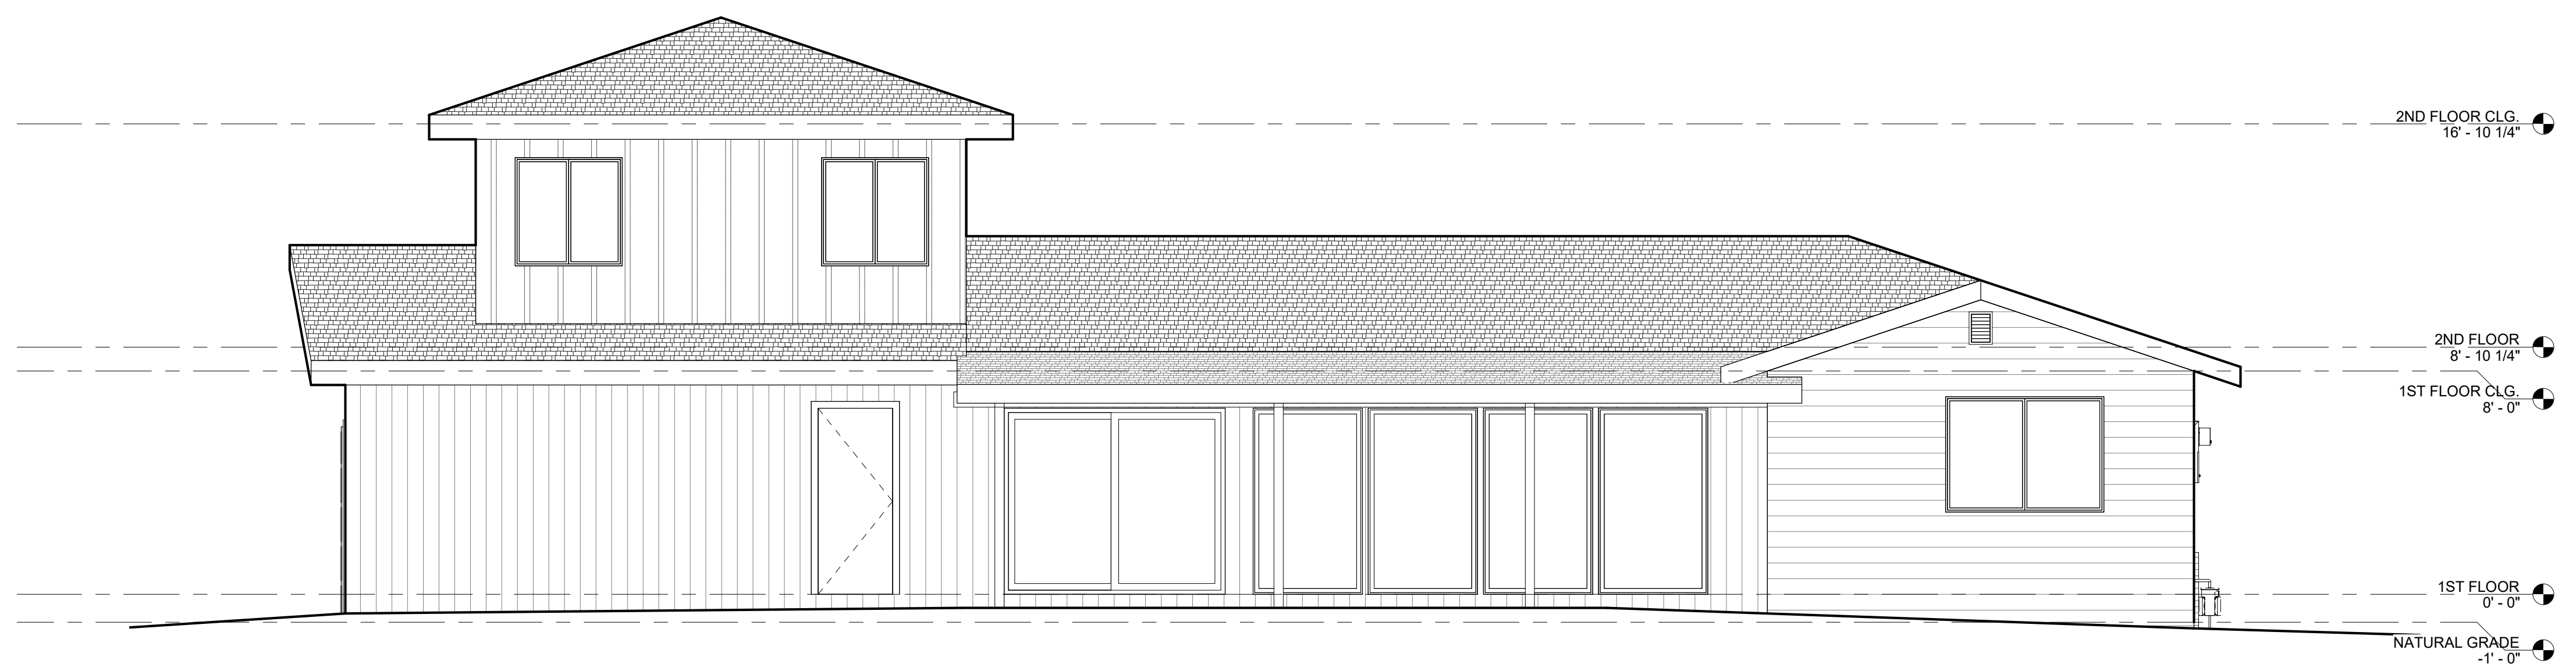 2ND FLOOR CLG.
16' - 10 1/4"
2ND FLOOR
8' - 10 1/4"
1ST FLOOR CLG.
8' - 0"
1ST FLOOR
0' - 0"
NATURAL GRADE
-1' - 0"